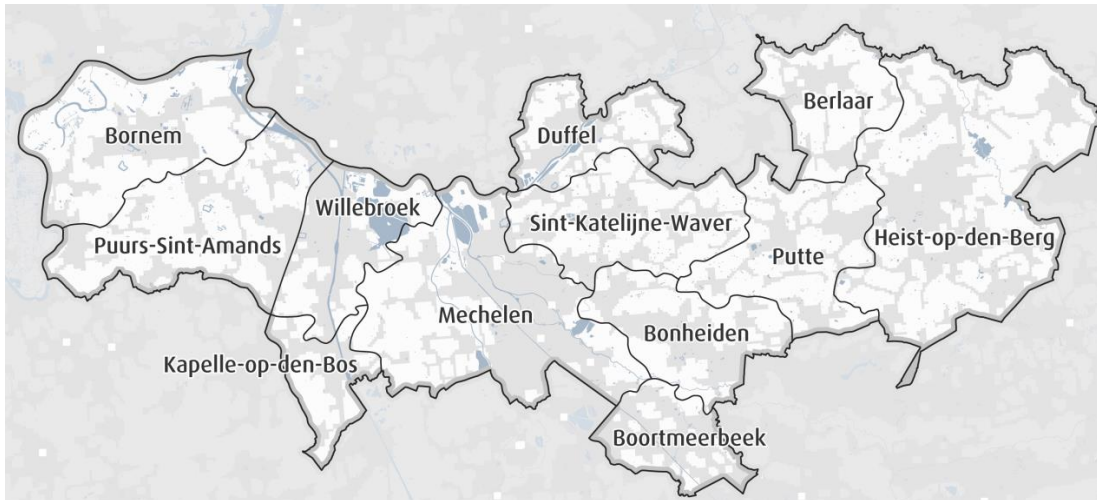 Berlaar
Bornem
Duffel
Willebroek
Sint-Katelijne-Waver
Heist-op-den-Berg
Puurs-Sint-Amands
Putte
Mechelen
Bonheiden
Kapelle-op-den-Bos
Boortmeerbeek